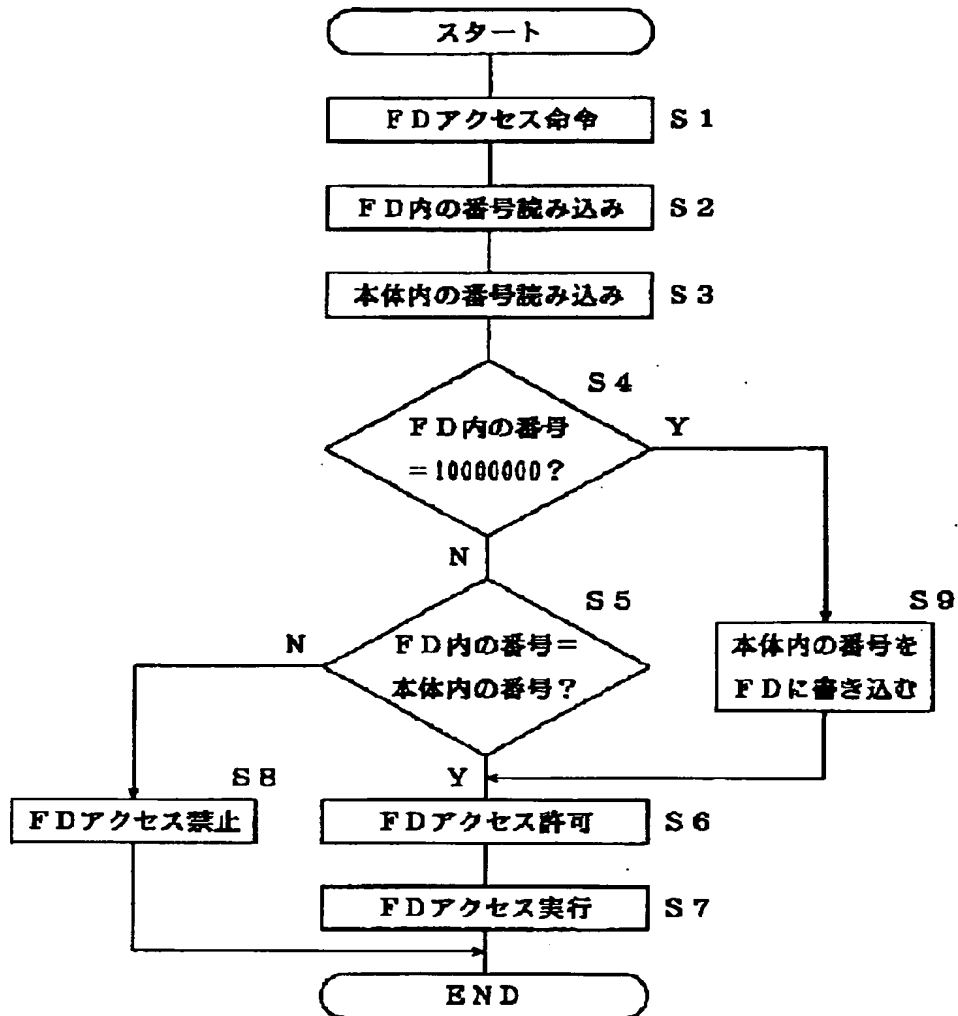 スタート
FDアクセス命令 S1
FD内の番号読み込み S2
本体内の番号読み込み S3
S4
FD内の番号
=10000000?
Y
N
S5
FD内の番号=
本体内の番号?
N
Y
S9
本体内の番号を
FDに書き込む
S8
FDアクセス禁止
FDアクセス許可 S6
FDアクセス実行 S7
END